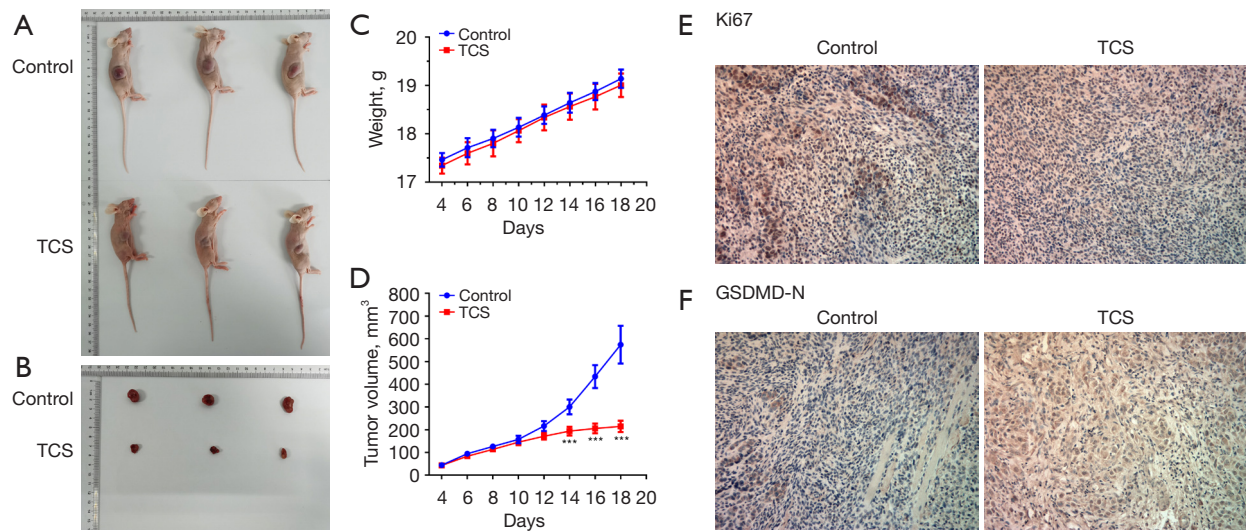 A
Control
TCS
B
Control
TCS
C
Control
TCS
Weight, g
20
19
18
17
4 6 8 10 12 14 16 18 20
Days
D
Control
TCS
Tumor volume, mm³
800
700
600
500
400
300
200
100
0
*** *** ***
4 6 8 10 12 14 16 18 20
Days
E
Ki67
Control TCS
F
GSDMD-N
Control TCS